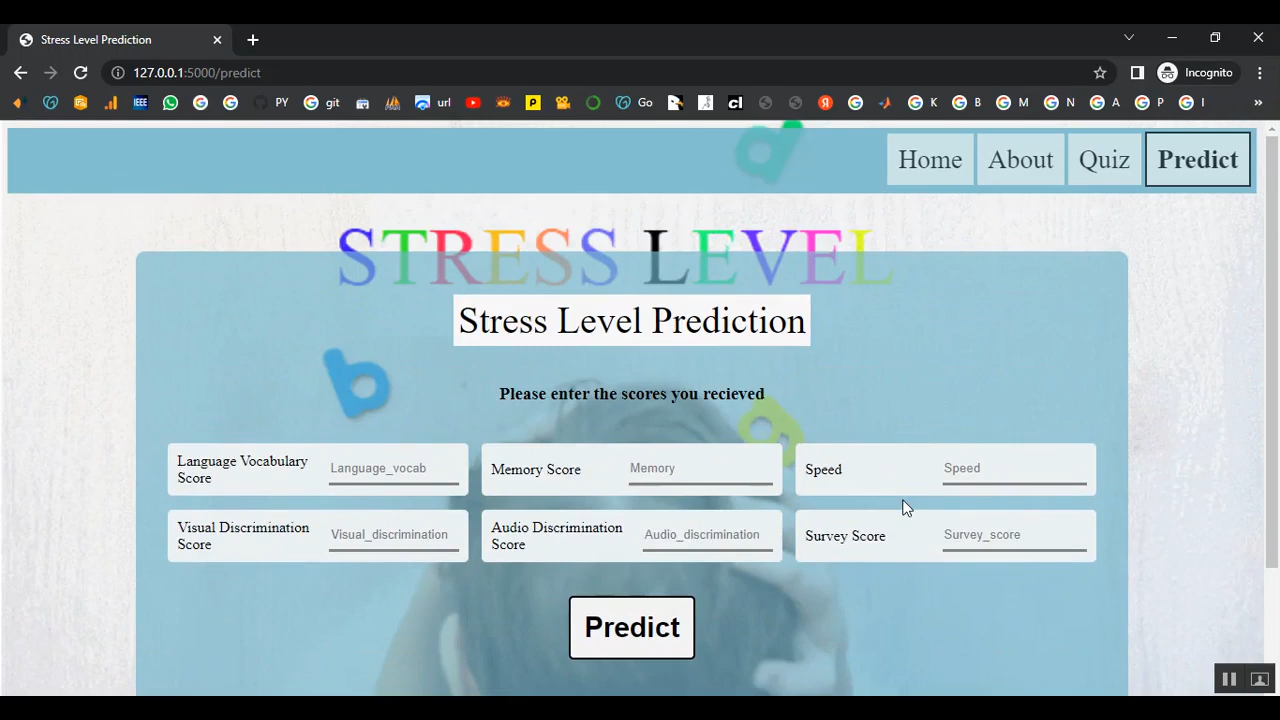 Stress Level Prediction
127.0.0.1:5000/predict
Incognito
IEEE
PY
git
url
Go
K
B
M
N
A
P
I
Home
About
Quiz
Predict
STRESS LEVEL
Stress Level Prediction
Please enter the scores you recieved
Language Vocabulary
Score
Language_vocab
Memory Score
Memory
Speed
Speed
Visual Discrimination
Score
Visual_discrimination
Audio Discrimination
Score
Audio_discrimination
Survey Score
Survey_score
Predict